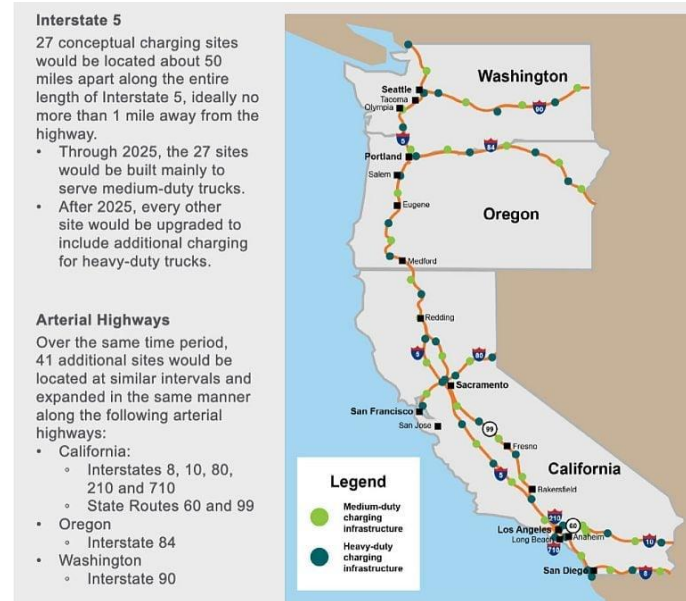 Interstate 5
27 conceptual charging sites
would be located about 50
miles apart along the entire
length of Interstate 5, ideally no
more than 1 mile away from the
highway.
• Through 2025, the 27 sites
would be built mainly to
serve medium-duty trucks.
• After 2025, every other
site would be upgraded to
include additional charging
for heavy-duty trucks.
Arterial Highways
Over the same time period,
41 additional sites would be
located at similar intervals and
expanded in the same manner
along the following arterial
highways:
• California:
◦ Interstates 8, 10, 80,
210 and 710
◦ State Routes 60 and 99
• Oregon
◦ Interstate 84
• Washington
◦ Interstate 90
Washington
Seattle
Tacoma
Olympia
90
5
Portland
84
Salem
Eugene
Oregon
Medford
Redding
5
80
Sacramento
San Francisco
San Jose
99
Fresno
5
California
Bakersfield
210
60
Los Angeles
Long Beach
Anaheim
710
10
San Diego
8
Legend
Medium-duty
charging
infrastructure
Heavy-duty
charging
infrastructure